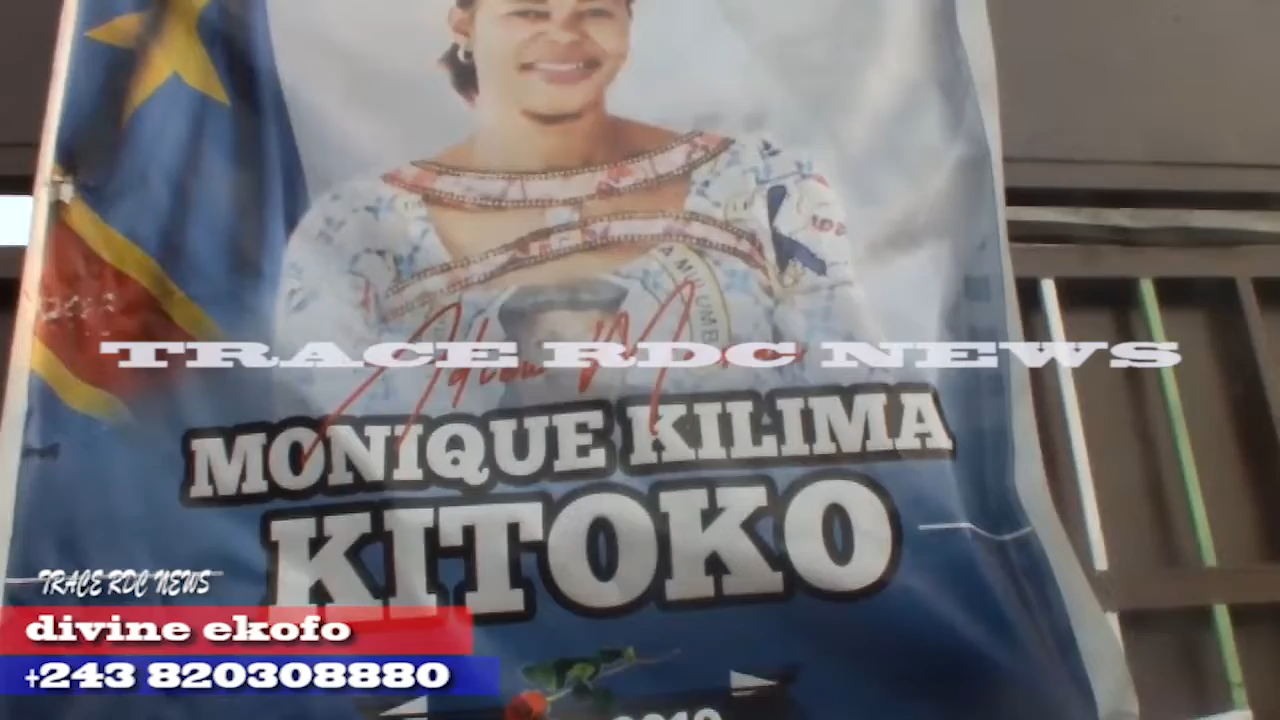 TRACE RDC NEWS
MONIQUE KILIMA
KITOKO
TRACE RDC NEWS
divine ekofo
+243 820308880